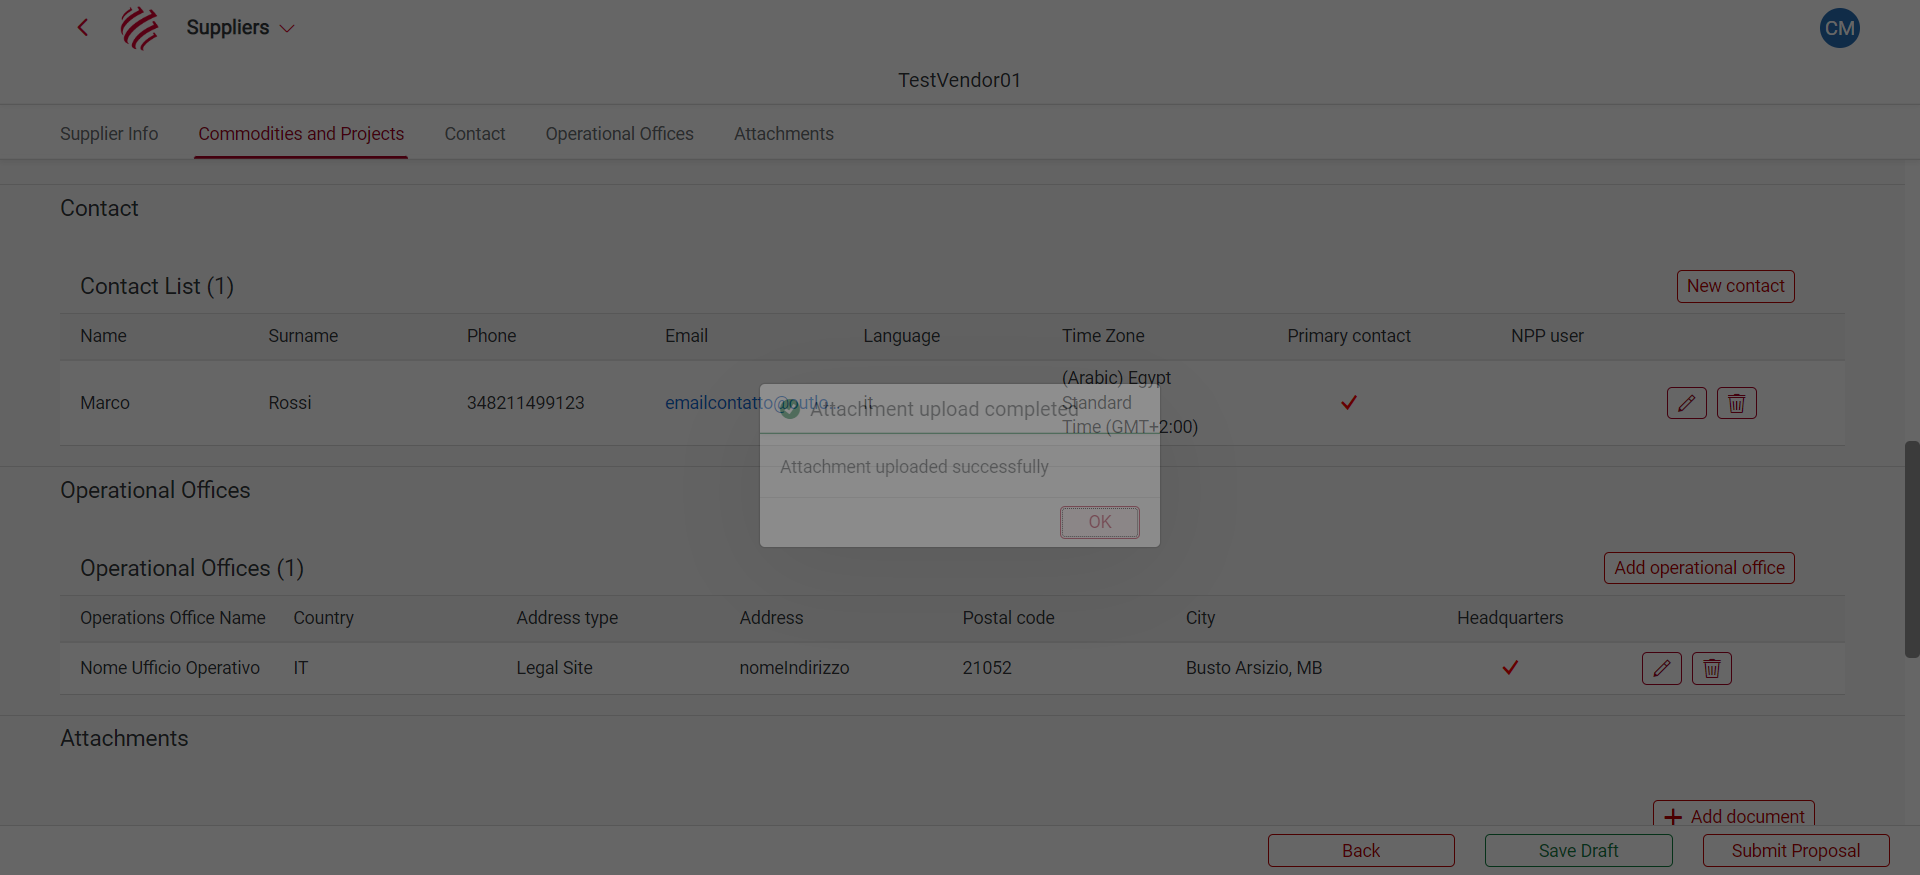 Suppliers
CM
TestVendor01
Supplier Info
Commodities and Projects
Contact
Operational Offices
Attachments
Contact
Contact List (1)
New contact
Name
Surname
Phone
Email
Language
Time Zone
Primary contact
NPP user
Marco
Rossi
348211499123
emailcontatto@outlo...
it
(Arabic) Egypt
Standard
Time (GMT+2:00)
Attachment upload completed
Attachment uploaded successfully
OK
Operational Offices
Operational Offices (1)
Add operational office
Operations Office Name
Country
Address type
Address
Postal code
City
Headquarters
Nome Ufficio Operativo
IT
Legal Site
nomeIndirizzo
21052
Busto Arsizio, MB
Attachments
Add document
Back
Save Draft
Submit Proposal